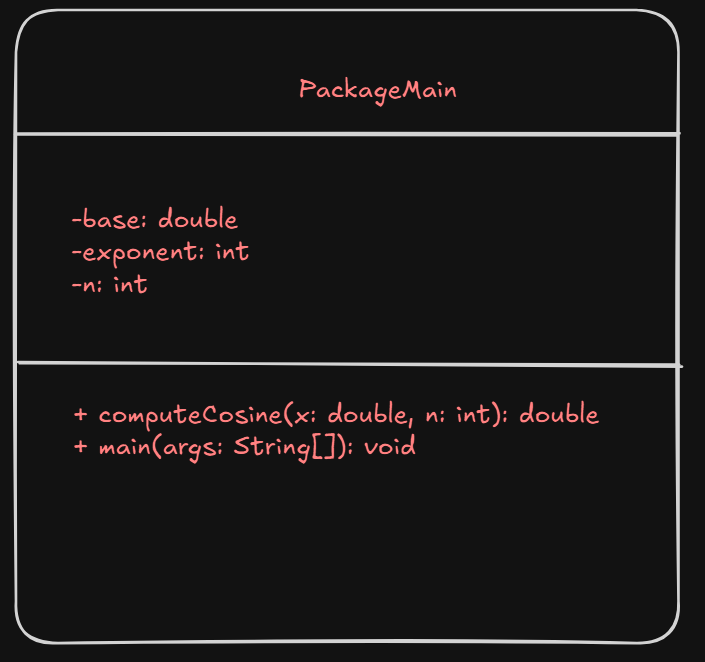 PackageMain
-base: double
-exponent: int
-n: int
+ computeCosine(x: double, n: int): double
+ main(args: String[]): void